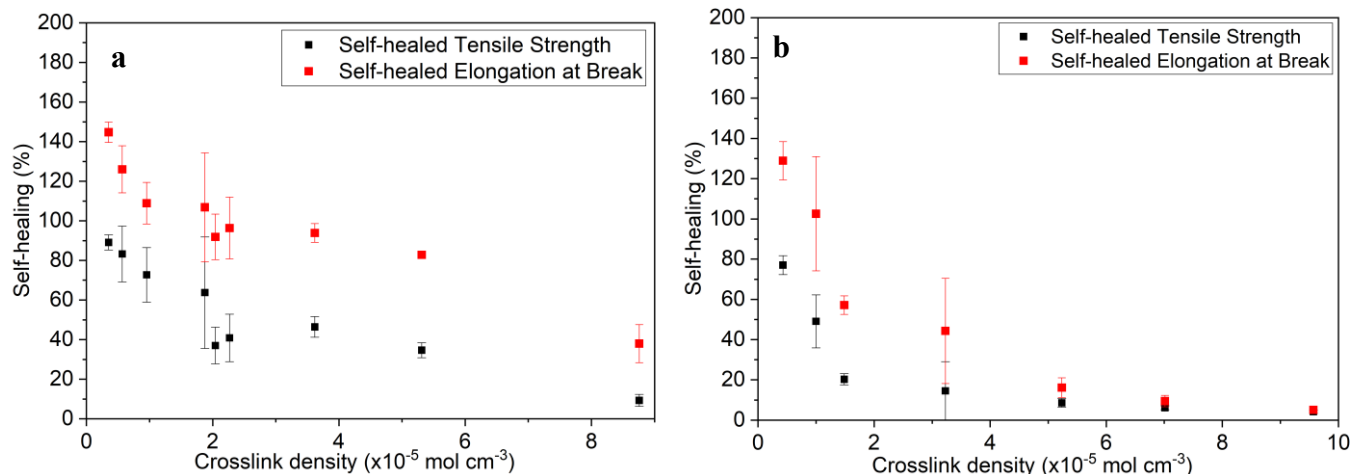 a
Self-healed Tensile Strength
Self-healed Elongation at Break
200
180
160
140
120
100
80
60
40
20
0
Self-healing (%)
0 2 4 6 8
Crosslink density (x10⁻⁵ mol cm⁻³)
b
Self-healed Tensile Strength
Self-healed Elongation at Break
200
180
160
140
120
100
80
60
40
20
0
Self-healing (%)
0 2 4 6 8 10
Crosslink density (x10⁻⁵ mol cm⁻³)